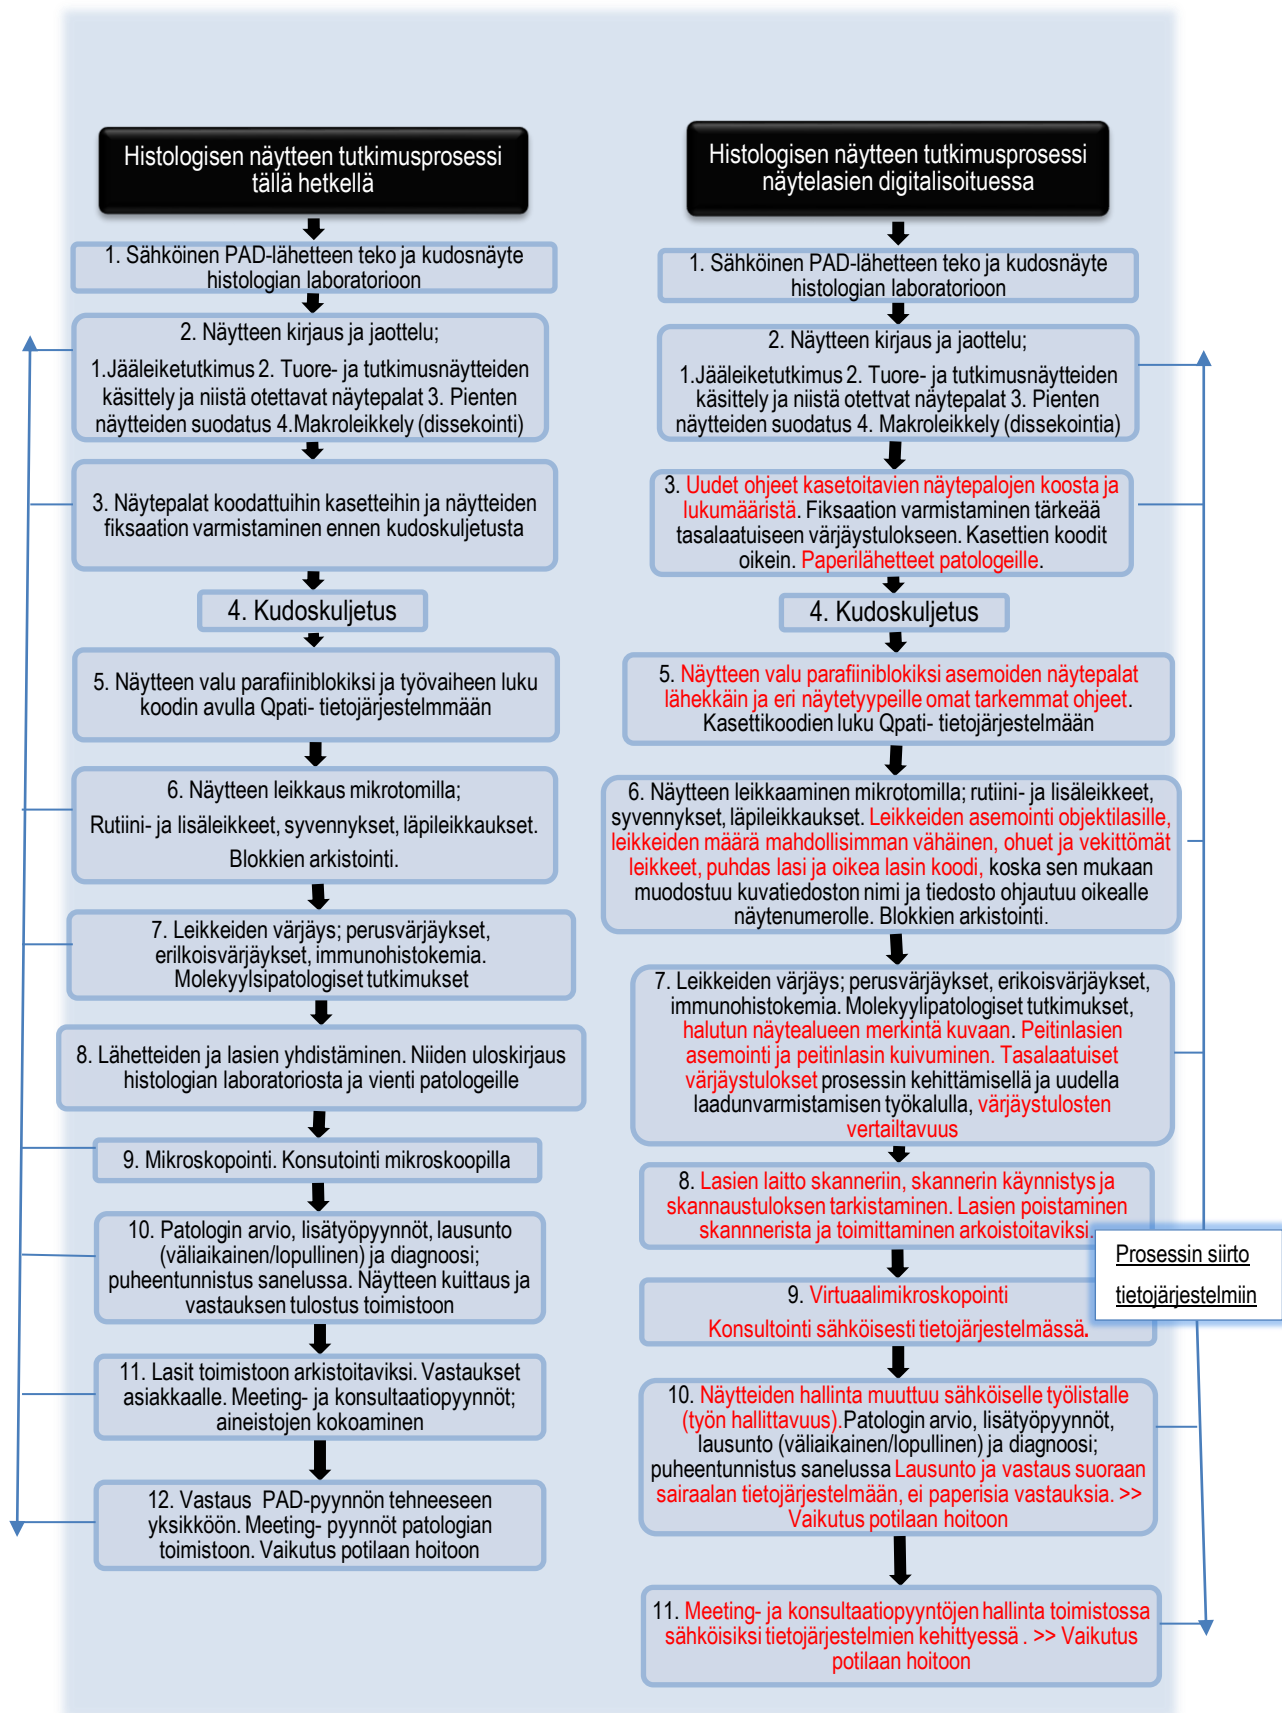 Histologisen näytteen tutkimusprosessi
tällä hetkellä
1. Sähköinen PAD-lähetteen teko ja kudosnäyte
histologian laboratorioon
2. Näytteen kirjaus ja jaottelu;
1.Jääleiketutkimus 2. Tuore- ja tutkimusnäytteiden
käsittely ja niistä otettavat näytepalat 3. Pienten
näytteiden suodatus 4.Makroleikkely (dissekointi)
3. Näytepalat koodattuihin kasetteihin ja näytteiden
fiksaation varmistaminen ennen kudoskuljetusta
4. Kudoskuljetus
5. Näytteen valu parafiiniblokiksi ja työvaiheen luku
koodin avulla Qpati- tietojärjestelmmään
6. Näytteen leikkaus mikrotomilla;
Rutiini- ja lisäleikkeet, syvennykset, läpileikkaukset.
Blokkien arkistointi.
7. Leikkeiden värjäys; perusvärjäykset,
erikoisvärjäykset, immunohistokemia.
Molekyylsipatologiset tutkimukset
8. Lähetteiden ja lasien yhdistäminen. Niiden uloskirjaus
histologian laboratoriosta ja vienti patologeille
9. Mikroskopointi. Konsutointi mikroskoopilla
10. Patologin arvio, lisätyöpyynnöt, lausunto
(väliaikainen/lopullinen) ja diagnoosi;
puheentunnistus sanelussa. Näytteen kuittaus ja
vastauksen tulostus toimistoon
11. Lasit toimistoon arkistoitaviksi. Vastaukset
asiakkaalle. Meeting- ja konsultaatiopyynnöt;
aineistojen kokoaminen
12. Vastaus PAD-pyynnön tehneeseen
yksikköön. Meeting- pyynnöt patologian
toimistoon. Vaikutus potilaan hoitoon
Histologisen näytteen tutkimusprosessi
näytelasien digitalisoituessa
1. Sähköinen PAD-lähetteen teko ja kudosnäyte
histologian laboratorioon
2. Näytteen kirjaus ja jaottelu;
1.Jääleiketutkimus 2. Tuore- ja tutkimusnäytteiden
käsittely ja niistä otettvat näytepalat 3. Pienten
näytteiden suodatus 4. Makroleikkely (dissekointia)
3. Uudet ohjeet kasetoitavien näytepalojen koosta ja
lukumääristä. Fiksaation varmistaminen tärkeää
tasalaatuiseen värjäystulokseen. Kasettien koodit
oikein. Paperilähetteet patologeille.
4. Kudoskuljetus
5. Näytteen valu parafiiniblokiksi asemoiden näytepalat
lähekkäin ja eri näytetyypeille omat tarkemmat ohjeet.
Kasettikoodien luku Qpati- tietojärjestelmään
6. Näytteen leikkaaminen mikrotomilla; rutiini- ja lisäleikkeet,
syvennykset, läpileikkaukset. Leikkeiden asemointi objektilasille,
leikkeiden määrä mahdollisimman vähäinen, ohuet ja vekittömät
leikkeet, puhdas lasi ja oikea lasin koodi, koska sen mukaan
muodostuu kuvatiedoston nimi ja tiedosto ohjautuu oikealle
näytenumerolle. Blokkien arkistointi.
7. Leikkeiden värjäys; perusvärjäykset, erikoisvärjäykset,
immunohistokemia. Molekyylipatologiset tutkimukset,
halutun näytealueen merkintä kuvaan. Peitinlasien
asemointi ja peitinlasin kuivuminen. Tasalaatuiset
värjäystulokset prosessin kehittämisellä ja uudella
laadunvarmistamisen työkalulla, värjäystulosten
vertailtavuus
8. Lasien laitto skanneriin, skannerin käynnistys ja
skannaustuloksen tarkistaminen. Lasien poistaminen
skannnerista ja toimittaminen arkoistoitaviksi.
9. Virtuaalimikroskopointi
Konsultointi sähköisesti tietojärjestelmässä.
10. Näytteiden hallinta muuttuu sähköiselle työlistalle
(työn hallittavuus).Patologin arvio, lisätyöpyynnöt,
lausunto (väliaikainen/lopullinen) ja diagnoosi;
puheentunnistus sanelussa Lausunto ja vastaus suoraan
sairaalan tietojärjestelmään, ei paperisia vastauksia. >>
Vaikutus potilaan hoitoon
11. Meeting- ja konsultaatiopyyntöjen hallinta toimistossa
sähköisiksi tietojärjestelmien kehittyessä . >> Vaikutus
potilaan hoitoon
Prosessin siirto
tietojärjestelmiin